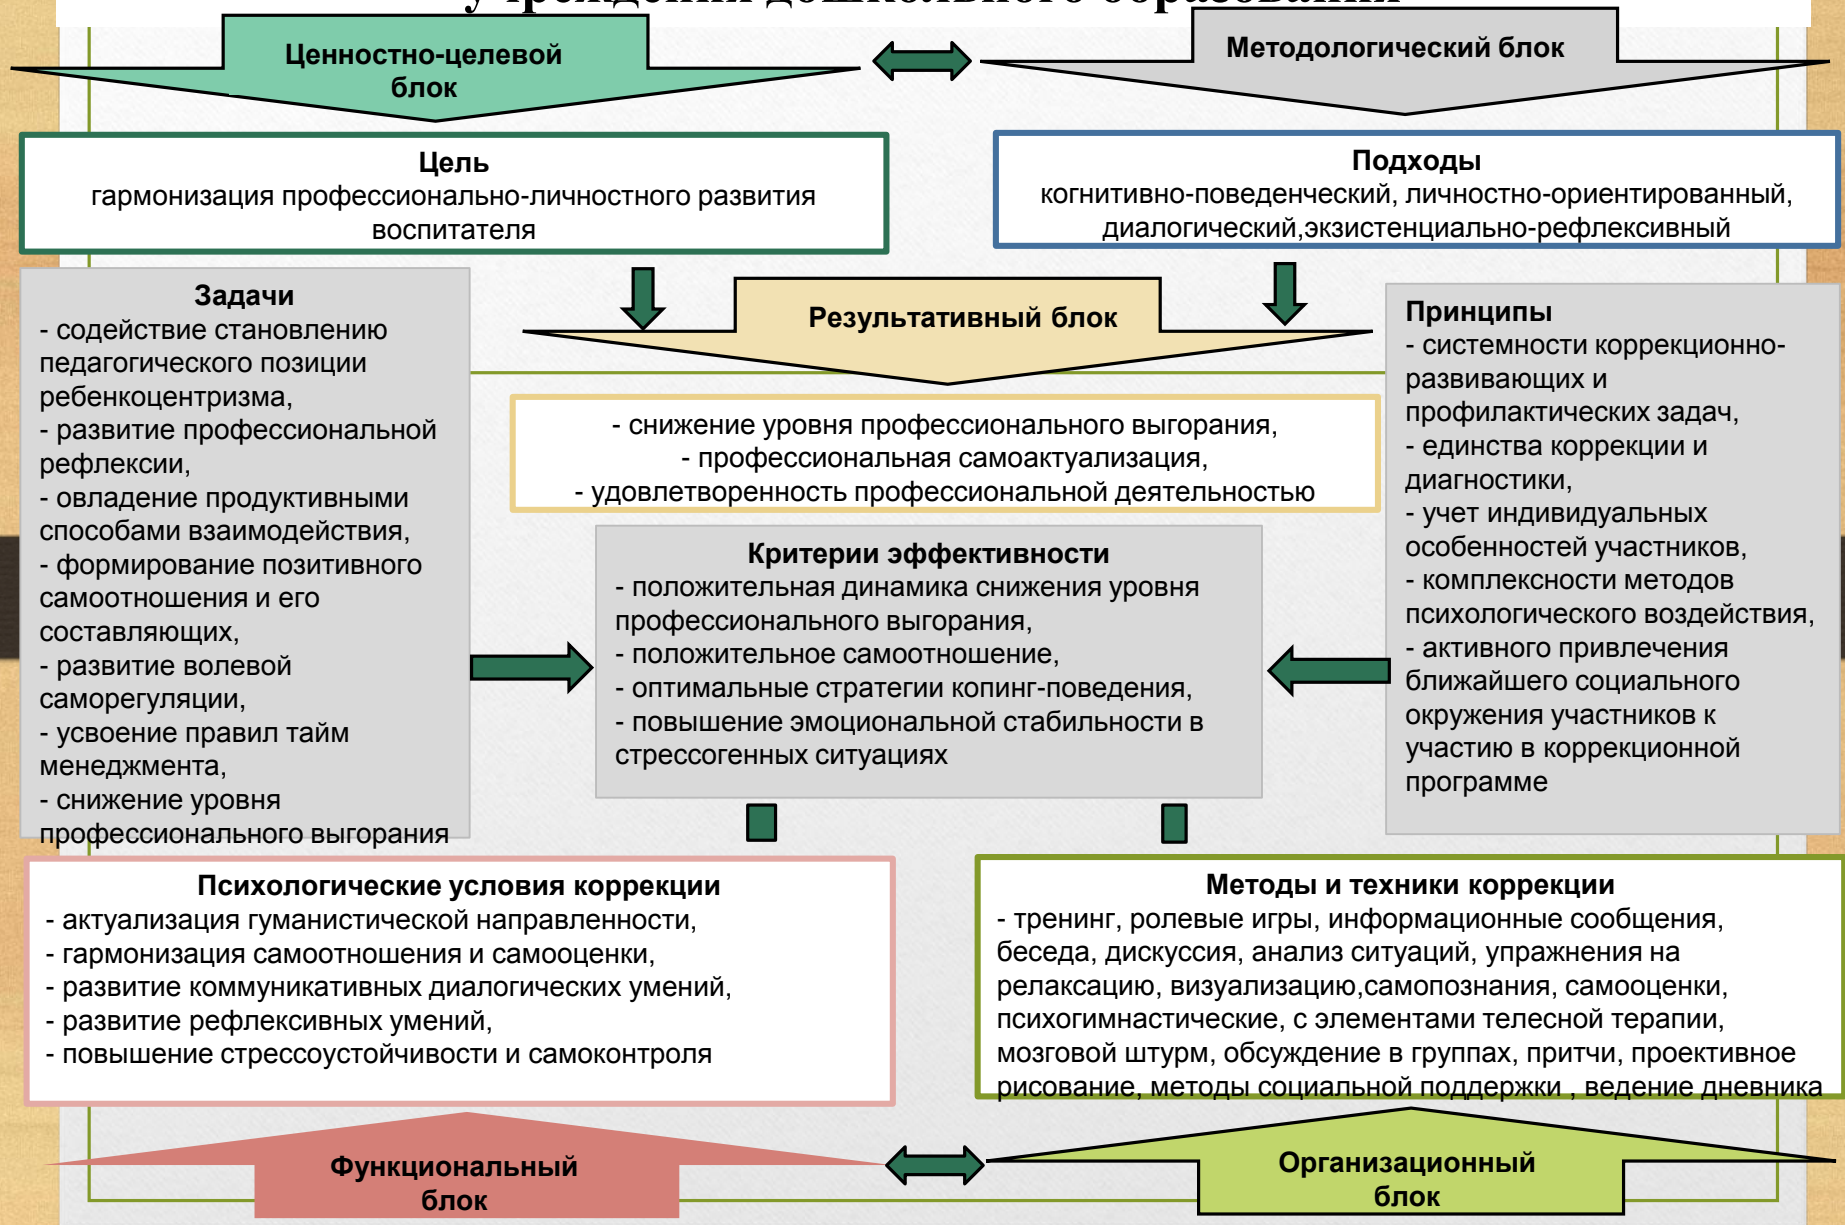 учреждения дошкольного образования
Ценностно-целевой
блок
Методологический блок
Цель
гармонизация профессионально-личностного развития
воспитателя
Подходы
когнитивно-поведенческий, личностно-ориентированный,
диалогический,экзистенциально-рефлексивный
Задачи
- содействие становлению
педагогического позиции
ребенкоцентризма,
- развитие профессиональной
рефлексии,
- овладение продуктивными
способами взаимодействия,
- формирование позитивного
самоотношения и его
составляющих,
- развитие волевой
саморегуляции,
- усвоение правил тайм
менеджмента,
- снижение уровня
профессионального выгорания
Результативный блок
- снижение уровня профессионального выгорания,
- профессиональная самоактуализация,
- удовлетворенность профессиональной деятельностью
Критерии эффективности
- положительная динамика снижения уровня
профессионального выгорания,
- положительное самоотношение,
- оптимальные стратегии копинг-поведения,
- повышение эмоциональной стабильности в
стрессогенных ситуациях
Принципы
- системности коррекционно-
развивающих и
профилактических задач,
- единства коррекции и
диагностики,
- учет индивидуальных
особенностей участников,
- комплексности методов
психологического воздействия,
- активного привлечения
ближайшего социального
окружения участников к
участию в коррекционной
программе
Психологические условия коррекции
- актуализация гуманистической направленности,
- гармонизация самоотношения и самооценки,
- развитие коммуникативных диалогических умений,
- развитие рефлексивных умений,
- повышение стрессоустойчивости и самоконтроля
Методы и техники коррекции
- тренинг, ролевые игры, информационные сообщения,
беседа, дискуссия, анализ ситуаций, упражнения на
релаксацию, визуализацию,самопознания, самооценки,
психогимнастические, с элементами телесной терапии,
мозговой штурм, обсуждение в группах, притчи, проективное
рисование, методы социальной поддержки , ведение дневника
Функциональный
блок
Организационный
блок